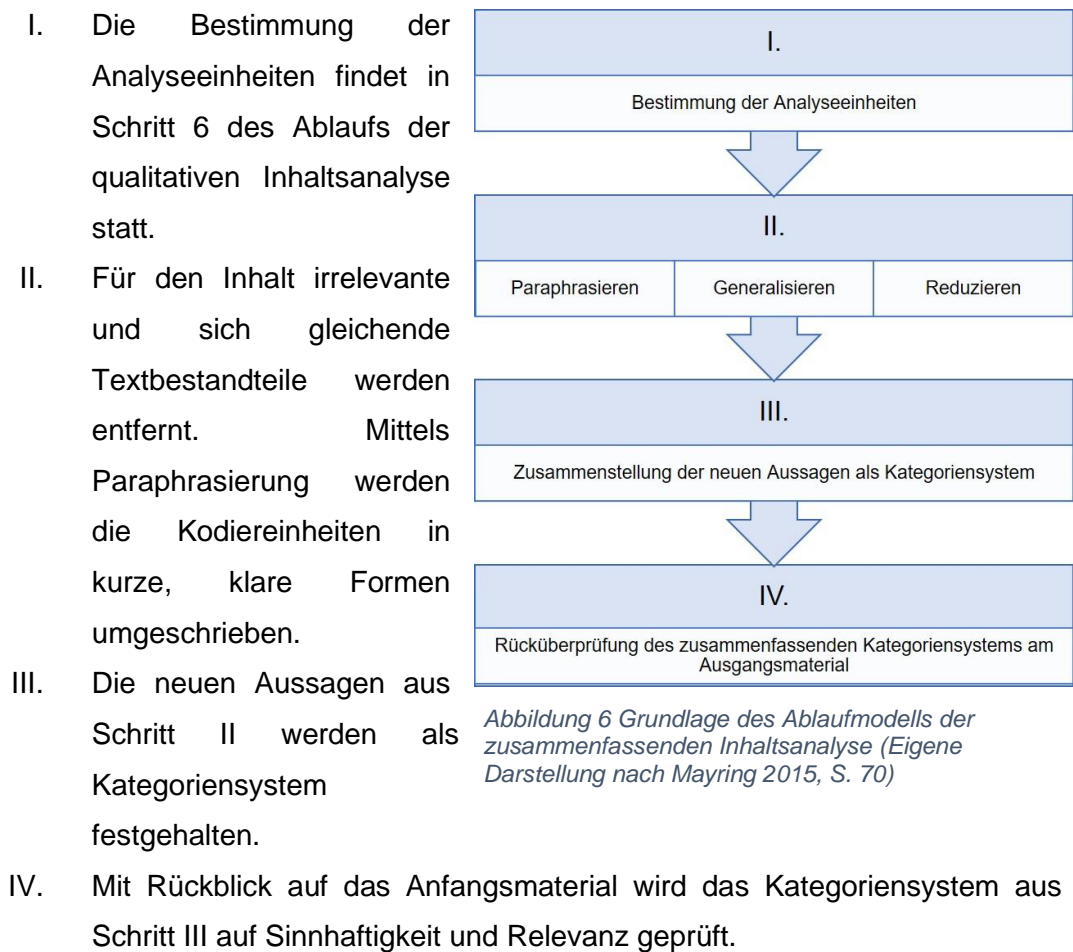 I. Die Bestimmung der
Analyseeinheiten findet in
Schritt 6 des Ablaufs der
qualitativen Inhaltsanalyse
statt.
II. Für den Inhalt irrelevante
und sich gleichende
Textbestandteile werden
entfernt. Mittels
Paraphrasierung werden
die Kodiereinheiten in
kurze, klare Formen
umgeschrieben.
III. Die neuen Aussagen aus
Schritt II werden als
Kategoriensystem
festgehalten.
I.
Bestimmung der Analyseeinheiten
II.
Paraphrasieren Generalisieren Reduzieren
III.
Zusammenstellung der neuen Aussagen als Kategoriensystem
IV.
Rücküberprüfung des zusammenfassenden Kategoriensystems am
Ausgangsmaterial
Abbildung 6 Grundlage des Ablaufmodells der
zusammenfassenden Inhaltsanalyse (Eigene
Darstellung nach Mayring 2015, S. 70)
IV. Mit Rückblick auf das Anfangsmaterial wird das Kategoriensystem aus
Schritt III auf Sinnhaftigkeit und Relevanz geprüft.